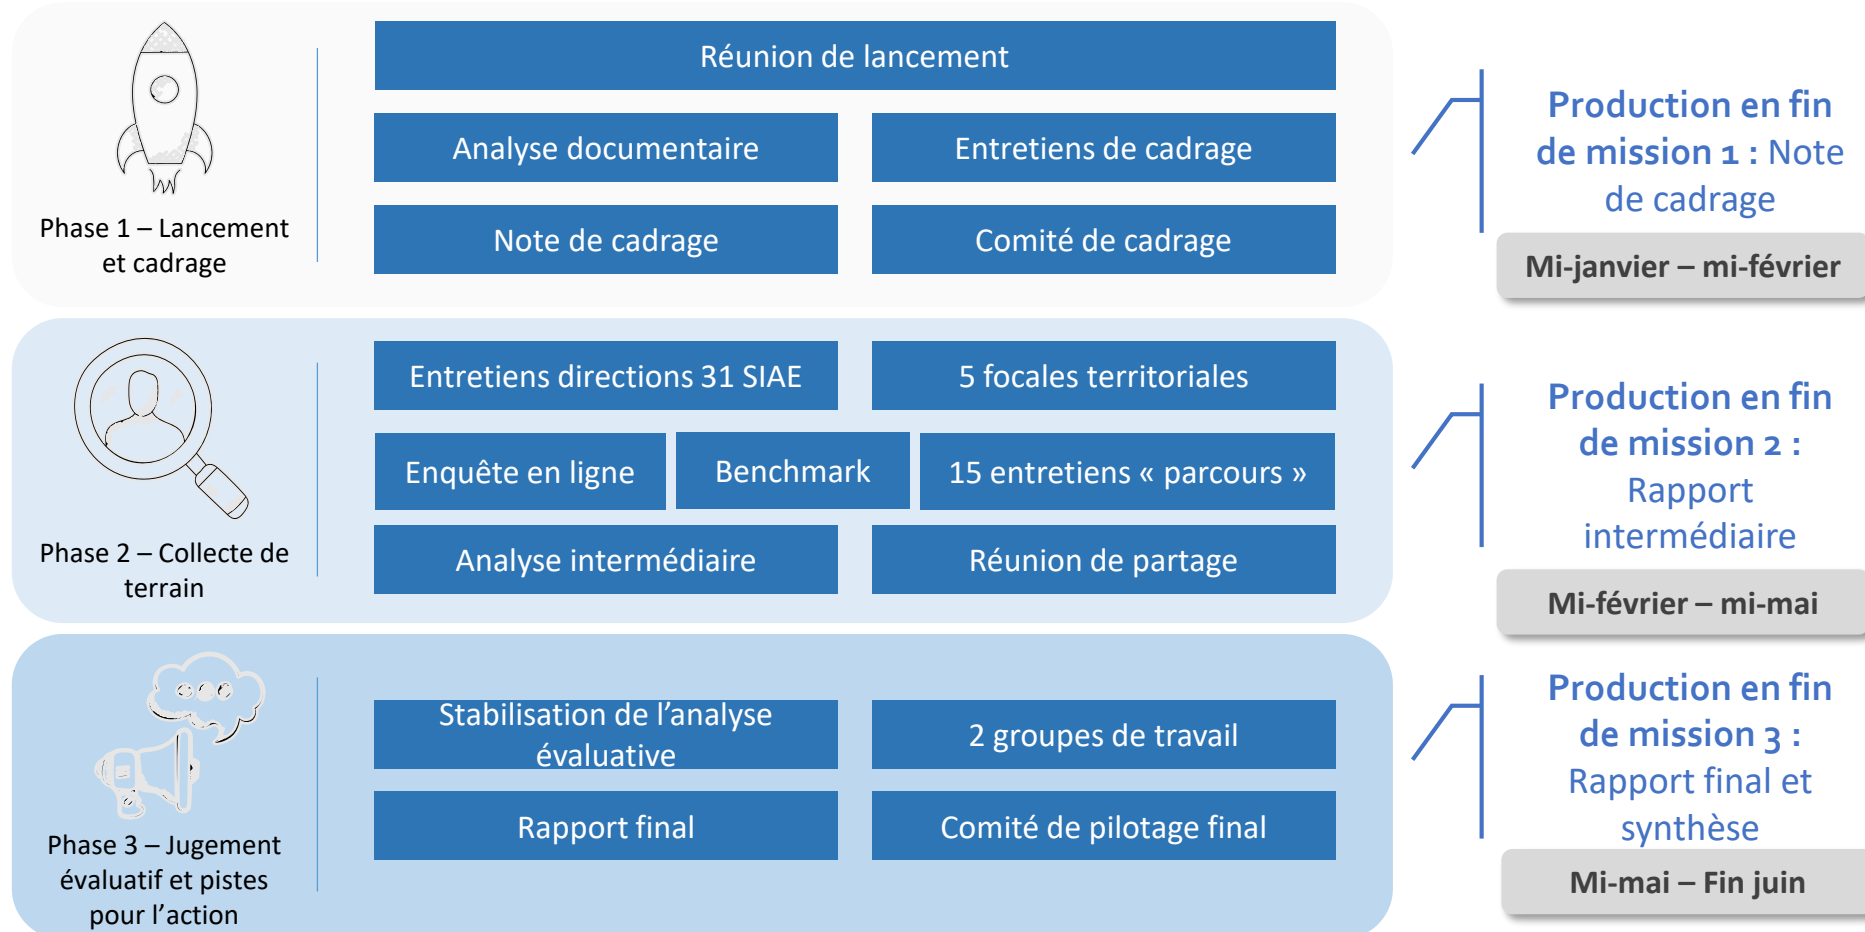 Réunion de lancement
Analyse documentaire
Entretiens de cadrage
Note de cadrage
Comité de cadrage
Phase 1 – Lancement
et cadrage
Production en fin
de mission 1 : Note
de cadrage
Mi-janvier – mi-février
Entretiens directions 31 SIAE
5 focales territoriales
Enquête en ligne
Benchmark
15 entretiens « parcours »
Analyse intermédiaire
Réunion de partage
Phase 2 – Collecte de
terrain
Production en fin
de mission 2 :
Rapport
intermédiaire
Mi-février – mi-mai
Stabilisation de l’analyse
évaluative
2 groupes de travail
Rapport final
Comité de pilotage final
Phase 3 – Jugement
évaluatif et pistes
pour l’action
Production en fin
de mission 3 :
Rapport final et
synthèse
Mi-mai – Fin juin